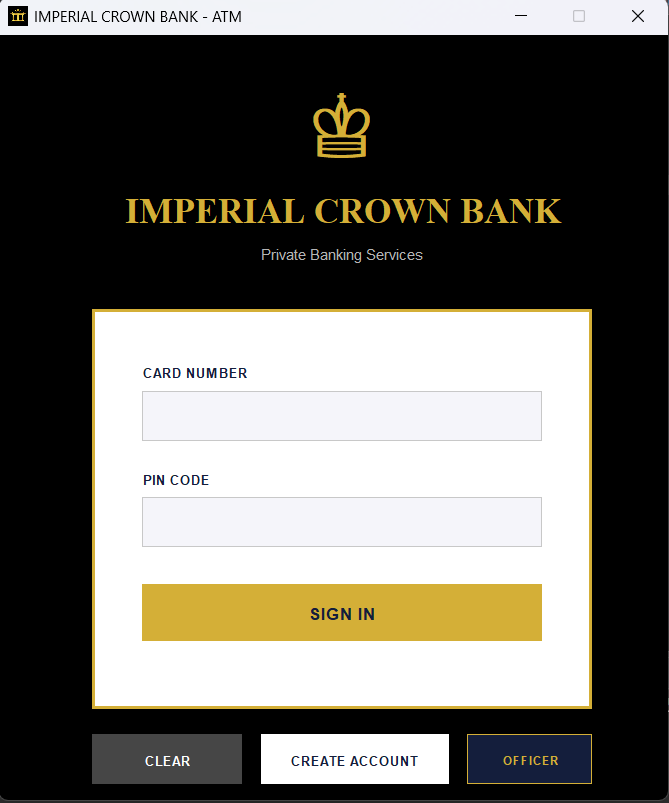 IMPERIAL CROWN BANK - ATM
IMPERIAL CROWN BANK
Private Banking Services
CARD NUMBER
PIN CODE
SIGN IN
CLEAR
CREATE ACCOUNT
OFFICER